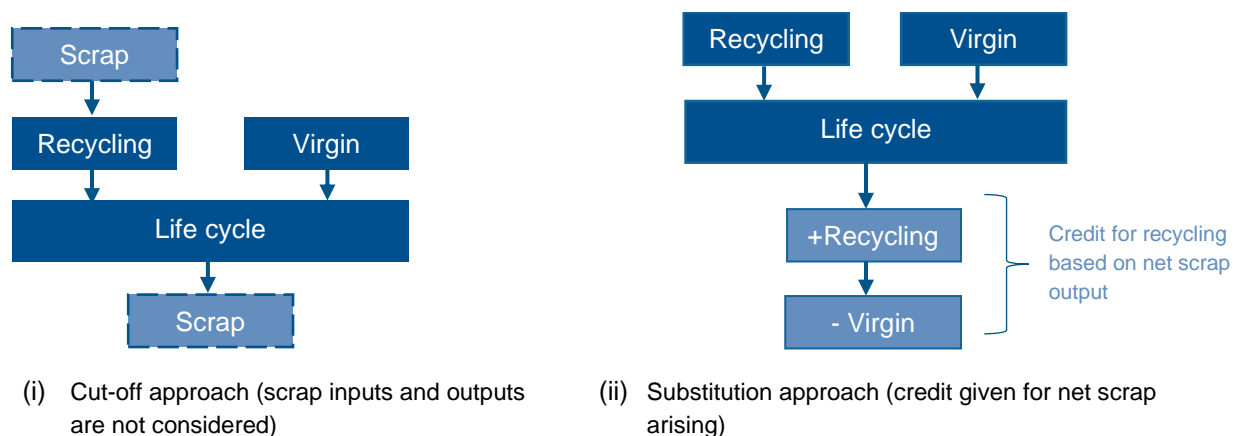 Scrap
Recycling
Virgin
Life cycle
Scrap
(i) Cut-off approach (scrap inputs and outputs
are not considered)
Recycling
Virgin
Life cycle
+Recycling
- Virgin
Credit for recycling
based on net scrap
output
(ii) Substitution approach (credit given for net scrap
arising)